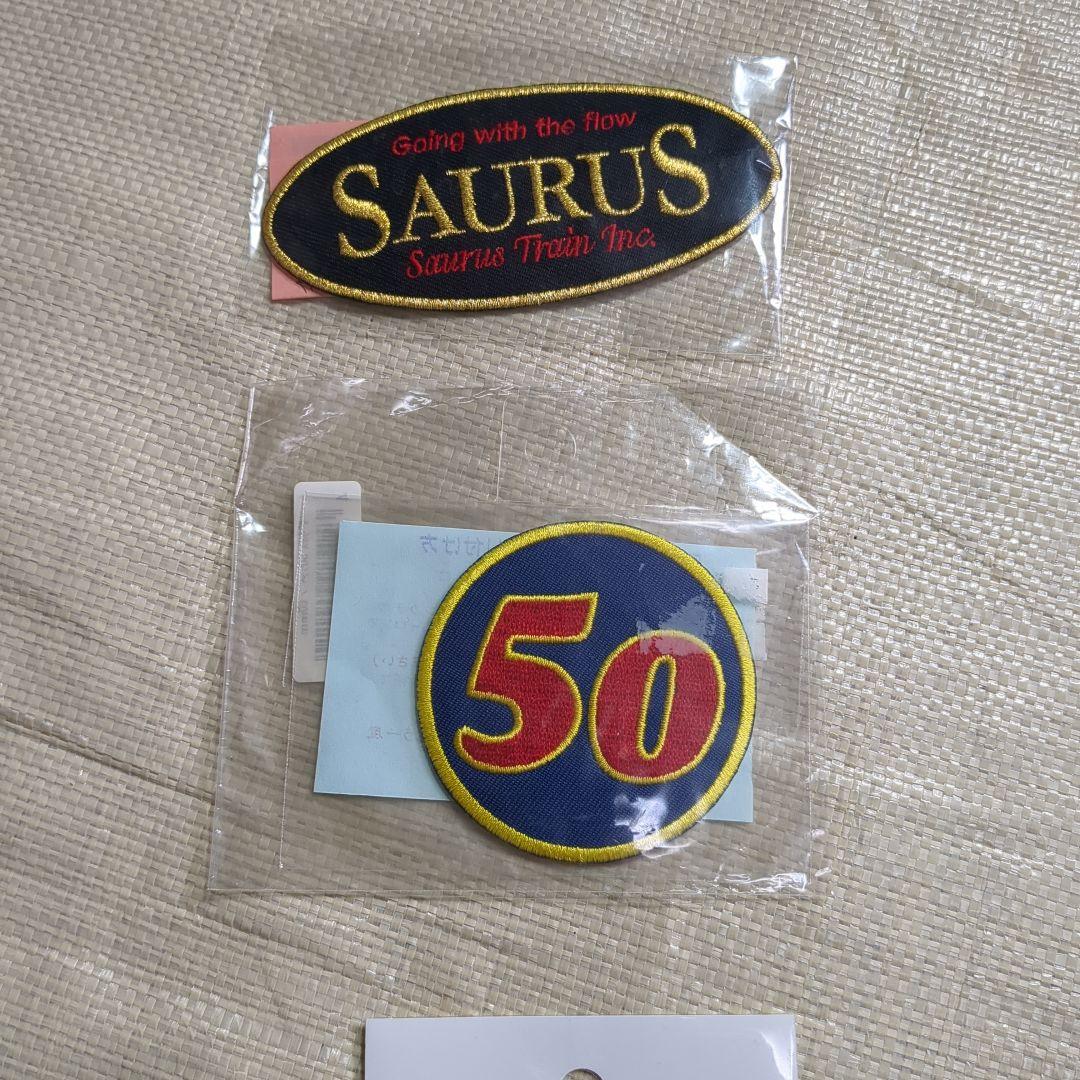 Going with the flow
SAURUS
Saurus Train Inc.
50